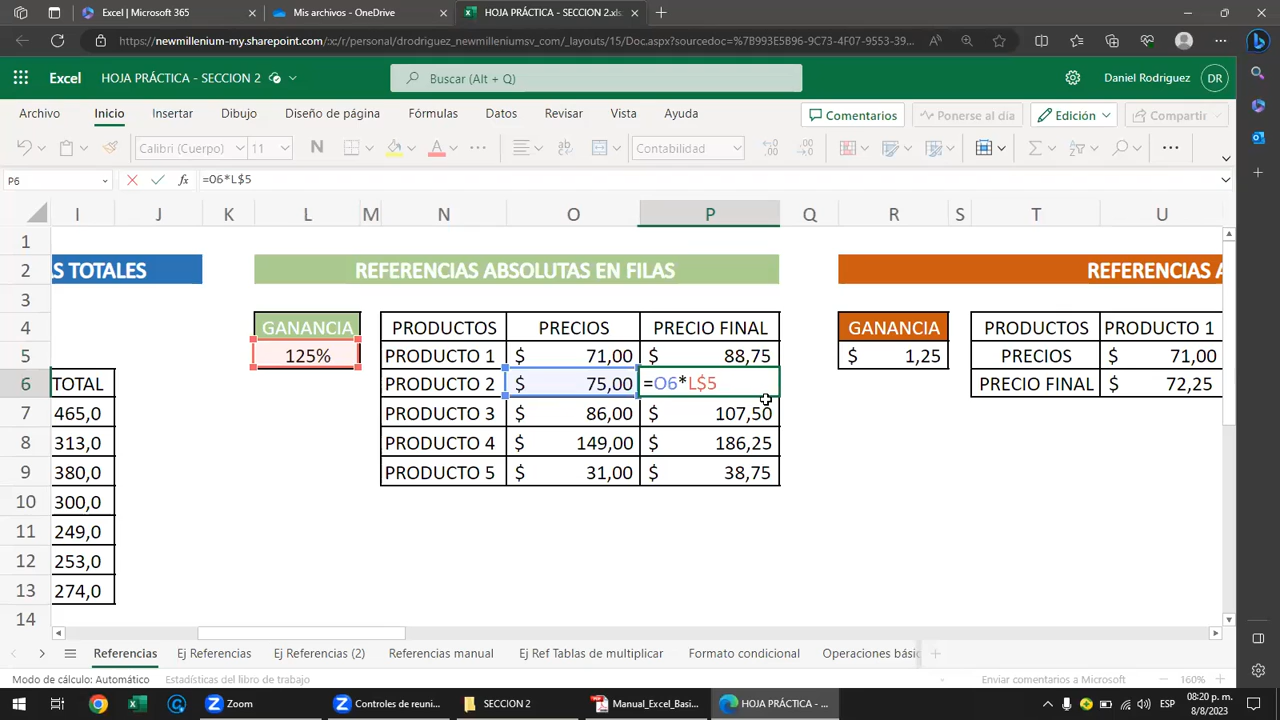 Excel | Microsoft 365
Mis archivos - OneDrive
HOJA PRÁCTICA - SECCION 2.xls
https://newmillenium-my.sharepoint.com/:x:/r/personal/drodriguez_newmilleniumsv_com/_layouts/15/Doc.aspx?sourcedoc=%7B993E5B96-9C73-4F07-9553-39...
Excel HOJA PRÁCTICA - SECCION 2
Buscar (Alt + Q)
Daniel Rodriguez DR
Archivo Inicio Insertar Dibujo Diseño de página Fórmulas Datos Revisar Vista Ayuda
Comentarios Ponerse al día Edición Compartir
Calibri (Cuerpo) N A Contabilidad
P6 fx =O6*L$5
I J K L M N O P Q R S T U
1
2 S TOTALES REFERENCIAS ABSOLUTAS EN FILAS REFERENCIAS A
3
4 GANANCIA PRODUCTOS PRECIOS PRECIO FINAL GANANCIA PRODUCTOS PRODUCTO 1
5 125% PRODUCTO 1 $ 71,00 $ 88,75 $ 1,25 PRECIOS $ 71,00
6 TOTAL PRODUCTO 2 $ 75,00 =O6*L$5 PRECIO FINAL $ 72,25
7 465,0 PRODUCTO 3 $ 86,00 $ 107,50
8 313,0 PRODUCTO 4 $ 149,00 $ 186,25
9 380,0 PRODUCTO 5 $ 31,00 $ 38,75
10 300,0
11 249,0
12 253,0
13 274,0
14
Referencias Ej Referencias Ej Referencias (2) Referencias manual Ej Ref Tablas de multiplicar Formato condicional Operaciones básic
Modo de cálculo: Automático Estadísticas del libro de trabajo Enviar comentarios a Microsoft 160%
Zoom Controles de reuni... SECCION 2 Manual_Excel_Basi... HOJA PRÁCTICA - ... ESP 08:20 p. m.
8/8/2023